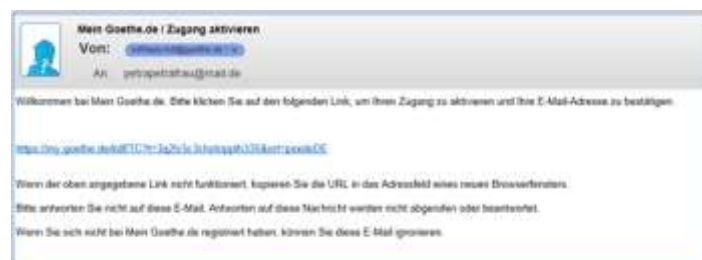 Mein Goethe.de / Zugang aktivieren
Von:
An: petrapetrafrau@mail.de
Willkommen bei Mein Goethe.de. Bitte klicken Sie auf den folgenden Link, um Ihren Zugang zu aktivieren und Ihre E-Mail-Adresse zu bestätigen:
Wenn der oben angegebene Link nicht funktioniert, kopieren Sie die URL in das Adressfeld eines neuen Browserfensters.
Bitte antworten Sie nicht auf diese E-Mail. Antworten auf diese Nachricht werden nicht abgerufen oder beantwortet.
Wenn Sie sich nicht bei Mein Goethe.de registriert haben, können Sie diese E-Mail ignorieren.